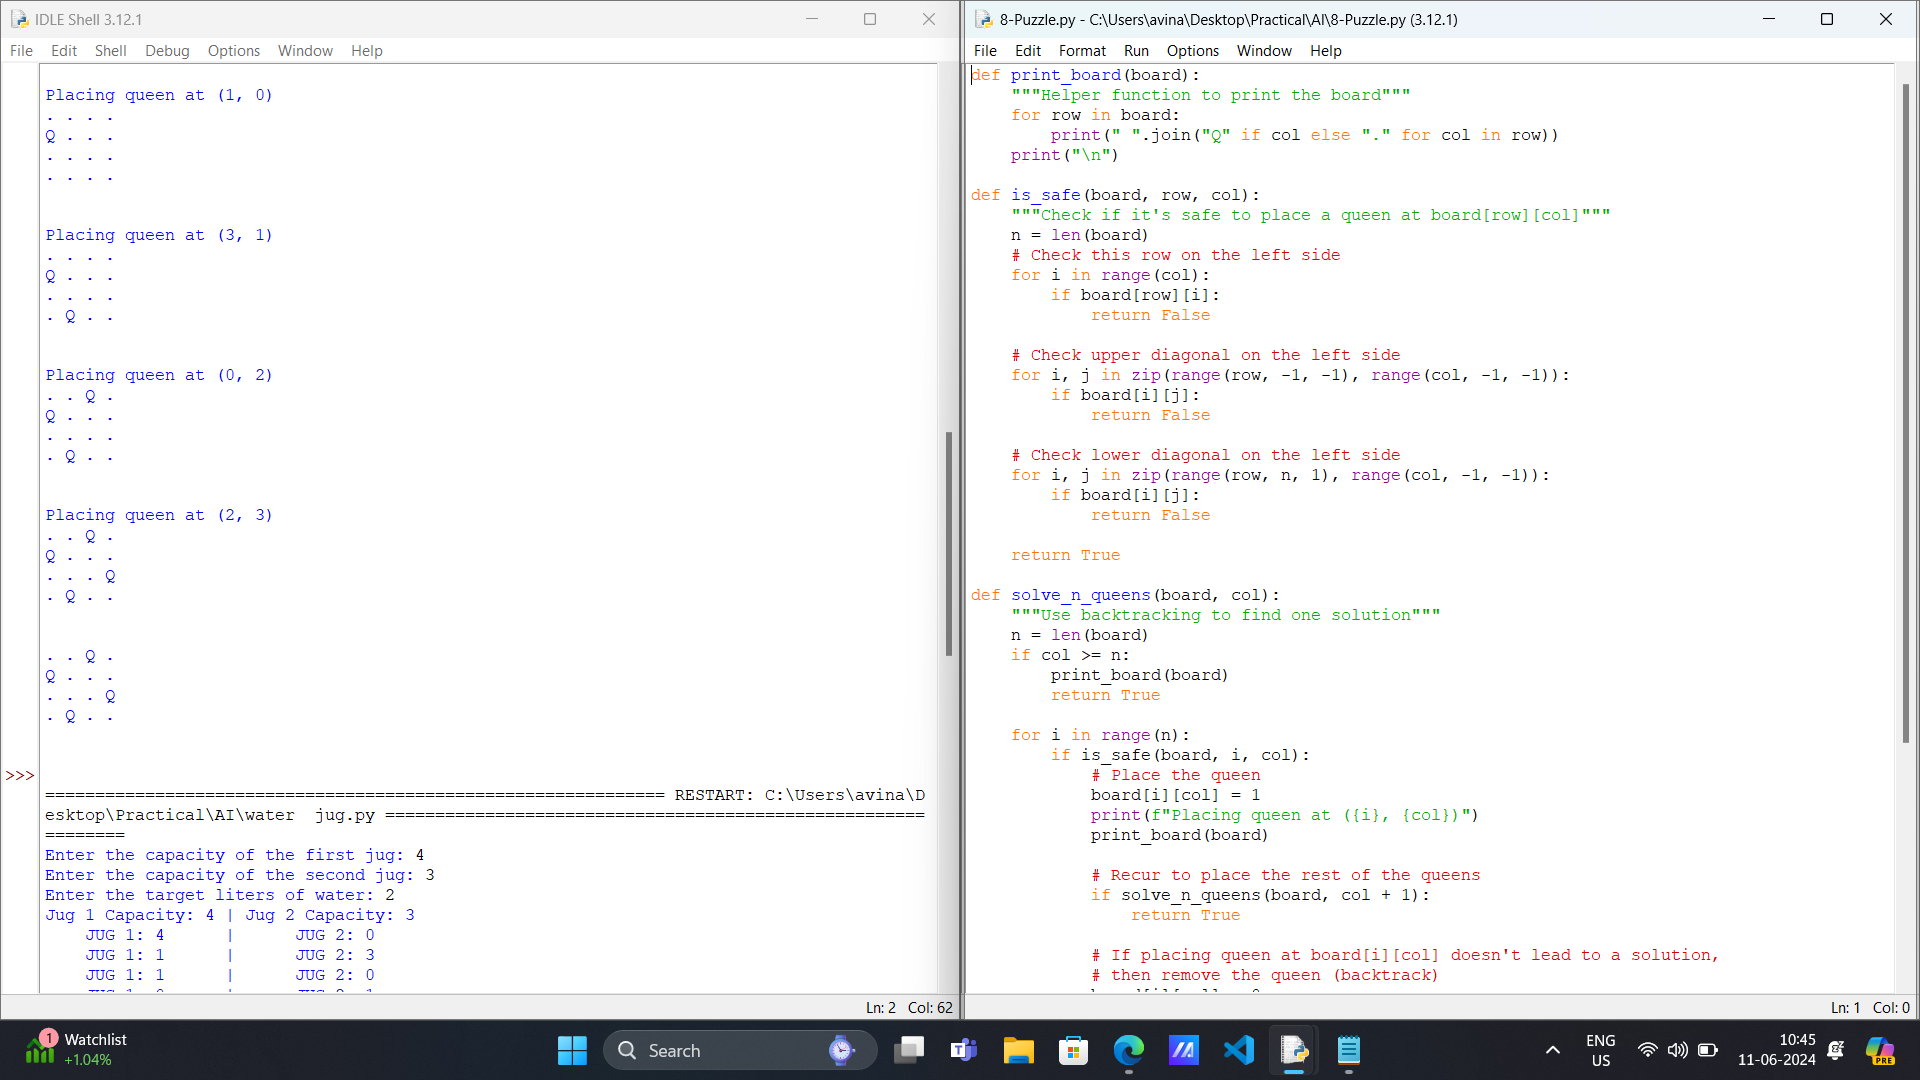 IDLE Shell 3.12.1
File Edit Shell Debug Options Window Help
Placing queen at (1, 0)
. . . .
Q . . .
. . . .
. . . .
Placing queen at (3, 1)
. . . .
Q . . .
. . . .
. Q . .
Placing queen at (0, 2)
. . Q .
Q . . .
. . . .
. Q . .
Placing queen at (2, 3)
. . Q .
Q . . .
. . . Q
. Q . .
. . Q .
Q . . .
. . . Q
. Q . .
>>>
============================================================== RESTART: C:\Users\avina\D
esktop\Practical\AI\water  jug.py ======================================================
========
Enter the capacity of the first jug: 4
Enter the capacity of the second jug: 3
Enter the target liters of water: 2
Jug 1 Capacity: 4 | Jug 2 Capacity: 3
    JUG 1: 4      |      JUG 2: 0
    JUG 1: 1      |      JUG 2: 3
    JUG 1: 1      |      JUG 2: 0
Ln: 2 Col: 62
8-Puzzle.py - C:\Users\avina\Desktop\Practical\AI\8-Puzzle.py (3.12.1)
File Edit Format Run Options Window Help
def print_board(board):
    """Helper function to print the board"""
    for row in board:
        print(" ".join("Q" if col else "." for col in row))
    print("\n")
def is_safe(board, row, col):
    """Check if it's safe to place a queen at board[row][col]"""
    n = len(board)
    # Check this row on the left side
    for i in range(col):
        if board[row][i]:
            return False
    # Check upper diagonal on the left side
    for i, j in zip(range(row, -1, -1), range(col, -1, -1)):
        if board[i][j]:
            return False
    # Check lower diagonal on the left side
    for i, j in zip(range(row, n, 1), range(col, -1, -1)):
        if board[i][j]:
            return False
    return True
def solve_n_queens(board, col):
    """Use backtracking to find one solution"""
    n = len(board)
    if col >= n:
        print_board(board)
        return True
    for i in range(n):
        if is_safe(board, i, col):
            # Place the queen
            board[i][col] = 1
            print(f"Placing queen at ({i}, {col})")
            print_board(board)
            # Recur to place the rest of the queens
            if solve_n_queens(board, col + 1):
                return True
            # If placing queen at board[i][col] doesn't lead to a solution,
            # then remove the queen (backtrack)
Ln: 1 Col: 0
1
Watchlist
+1.04%
Search
ENG
US
10:45
11-06-2024
PRE